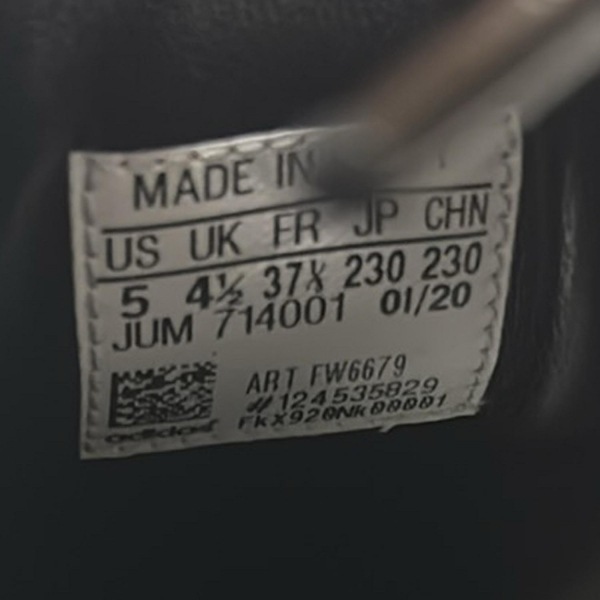 MADE IN
US UK FR JP CHN
5 4½ 37⅓ 230 230
JUM 714001 01/20
ART FW6679
# 124535829
FKX920NK00001
adidas